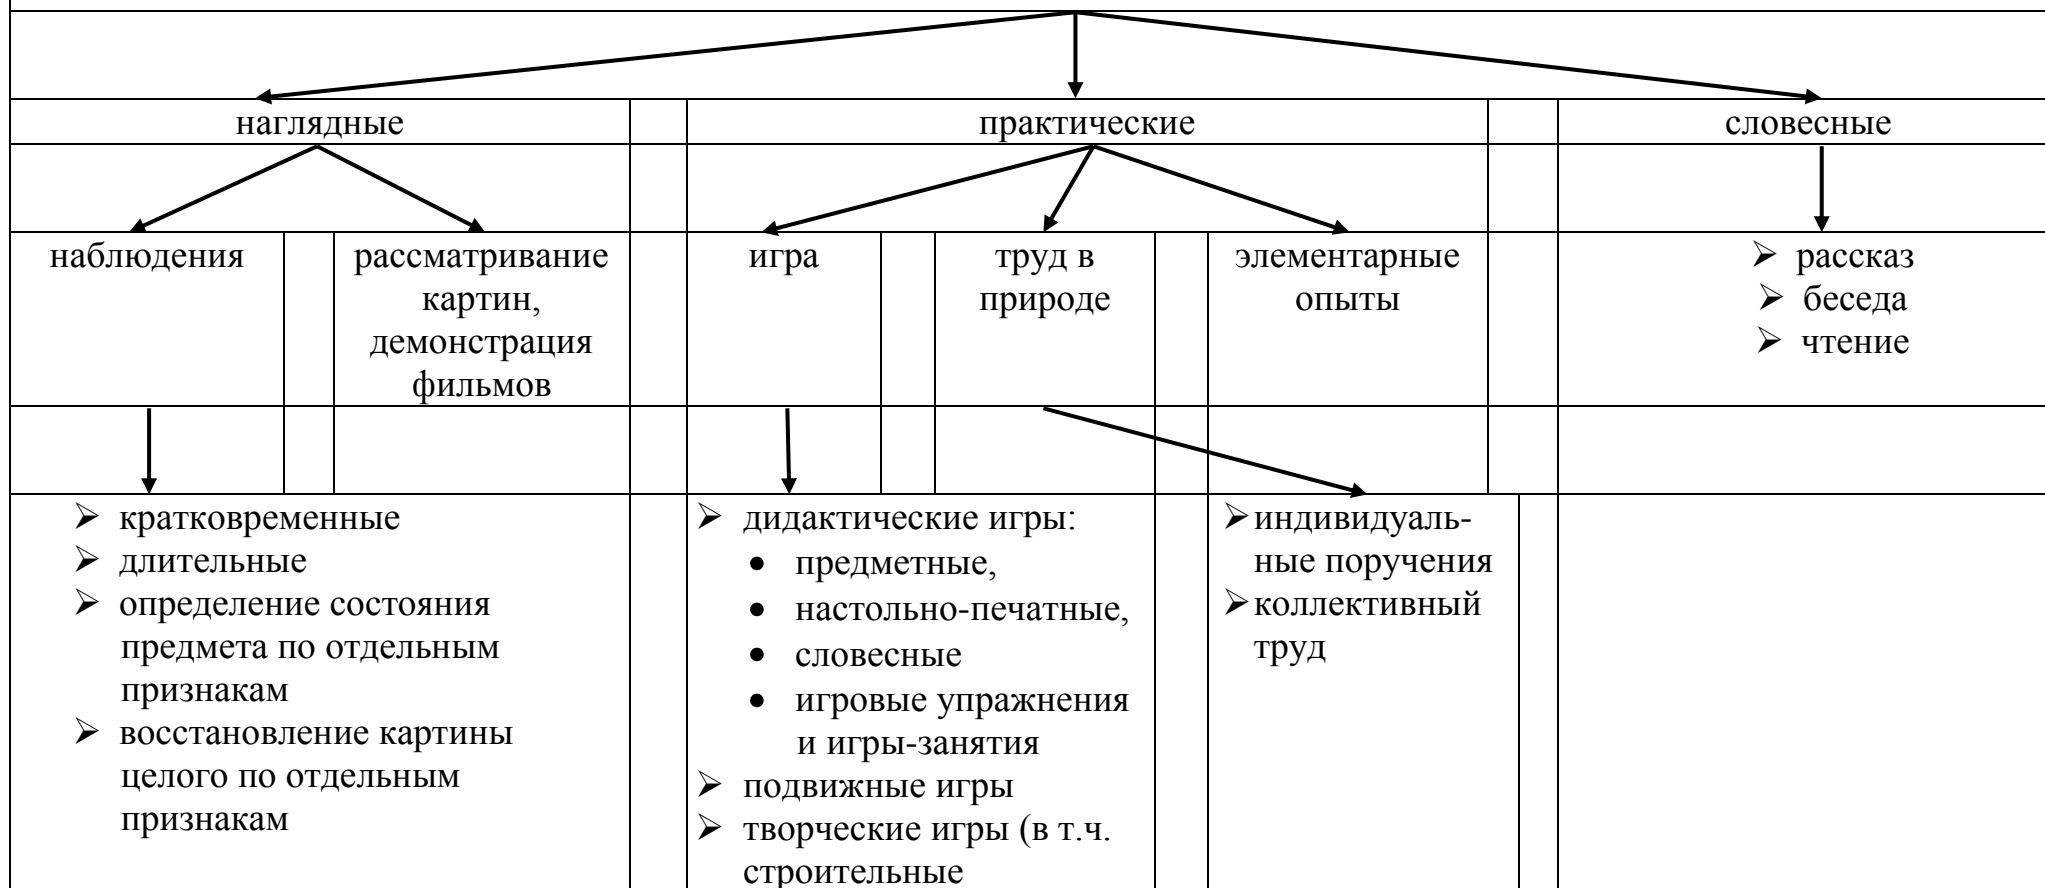 наглядные
практические
словесные
наблюдения
рассматривание
картин,
демонстрация
фильмов
игра
труд в
природе
элементарные
опыты
➢ рассказ
➢ беседа
➢ чтение
➢ кратковременные
➢ длительные
➢ определение состояния
предмета по отдельным
признакам
➢ восстановление картины
целого по отдельным
признакам
➢ дидактические игры:
• предметные,
• настольно-печатные,
• словесные
• игровые упражнения
и игры-занятия
➢ подвижные игры
➢ творческие игры (в т.ч.
строительные
➢ индивидуаль-
ные поручения
➢ коллективный
труд